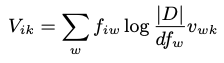 V_{ik} = \sum_{w} f_{iw} \log \frac{|D|}{df_w} v_{wk}